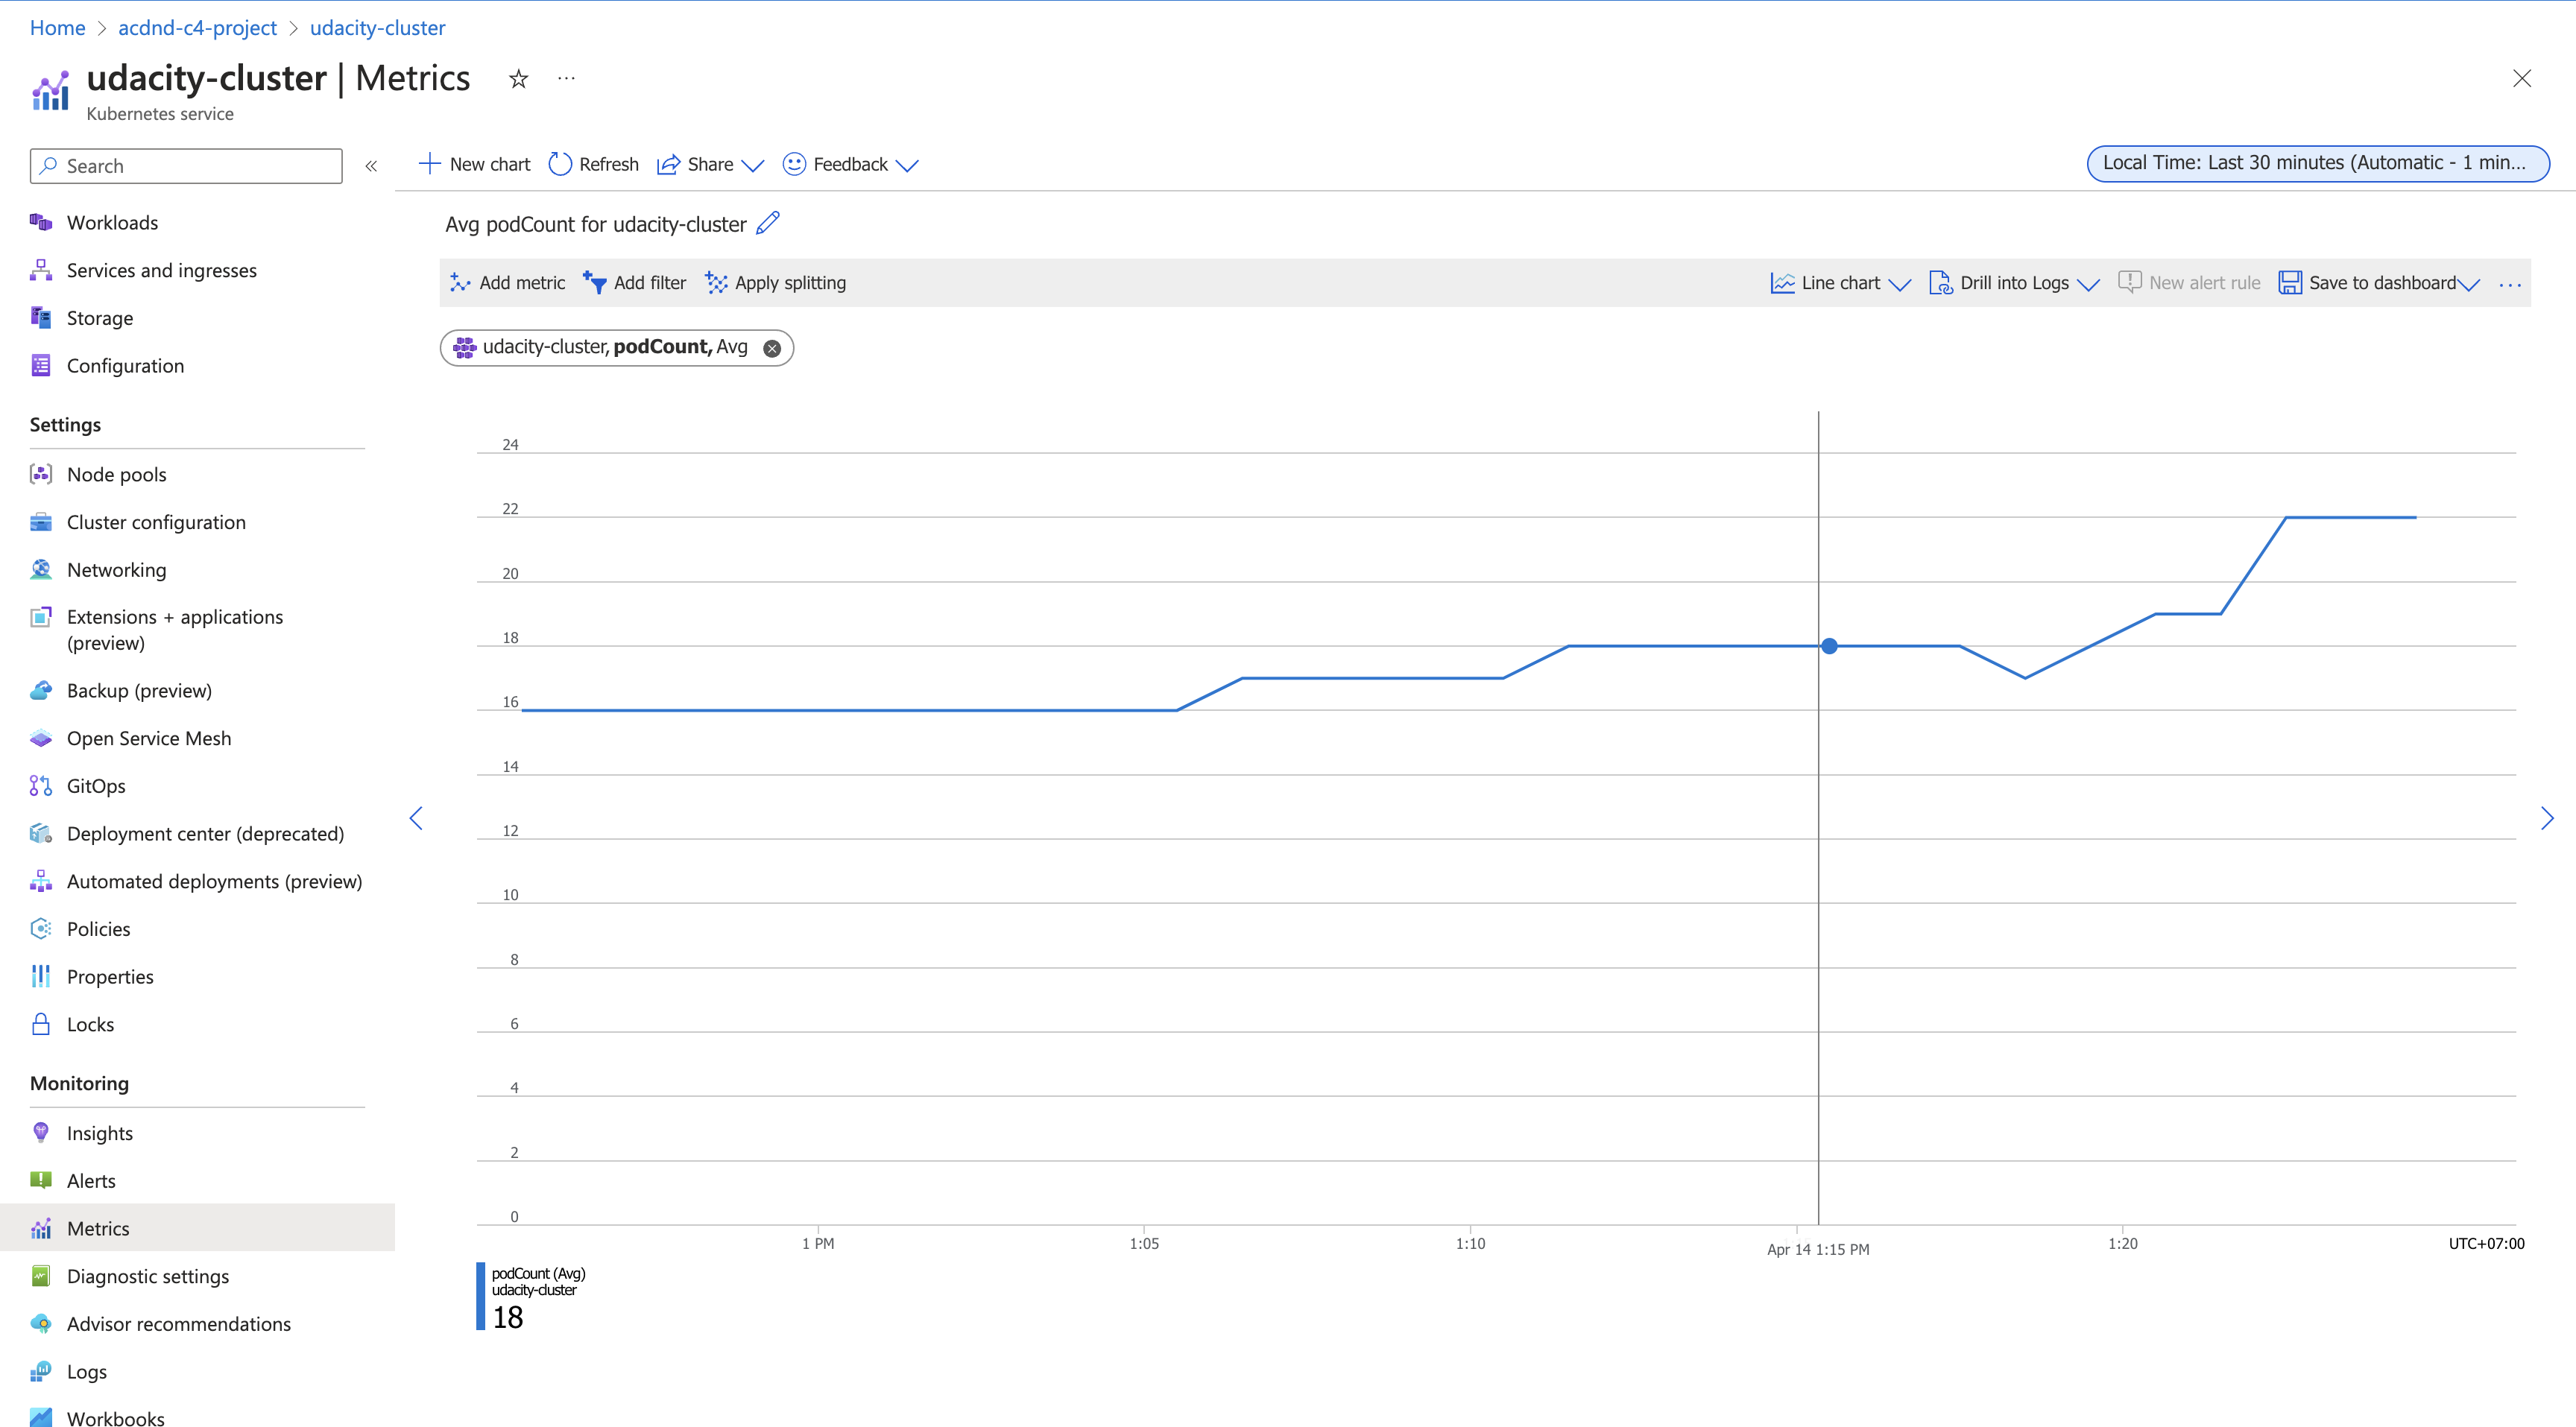 Home > acdnd-c4-project > udacity-cluster
udacity-cluster | Metrics
Kubernetes service
Search
Workloads
Services and ingresses
Storage
Configuration
Settings
Node pools
Cluster configuration
Networking
Extensions + applications
(preview)
Backup (preview)
Open Service Mesh
GitOps
Deployment center (deprecated)
Automated deployments (preview)
Policies
Properties
Locks
Monitoring
Insights
Alerts
Metrics
Diagnostic settings
Advisor recommendations
Logs
Workbooks
New chart Refresh Share Feedback
Local Time: Last 30 minutes (Automatic - 1 min...
Avg podCount for udacity-cluster
Add metric Add filter Apply splitting Line chart Drill into Logs New alert rule Save to dashboard ...
udacity-cluster, podCount, Avg
24
22
20
18
16
14
12
10
8
6
4
2
0
1 PM 1:05 1:10 Apr 14 1:15 PM 1:20 UTC+07:00
podCount (Avg)
udacity-cluster
18